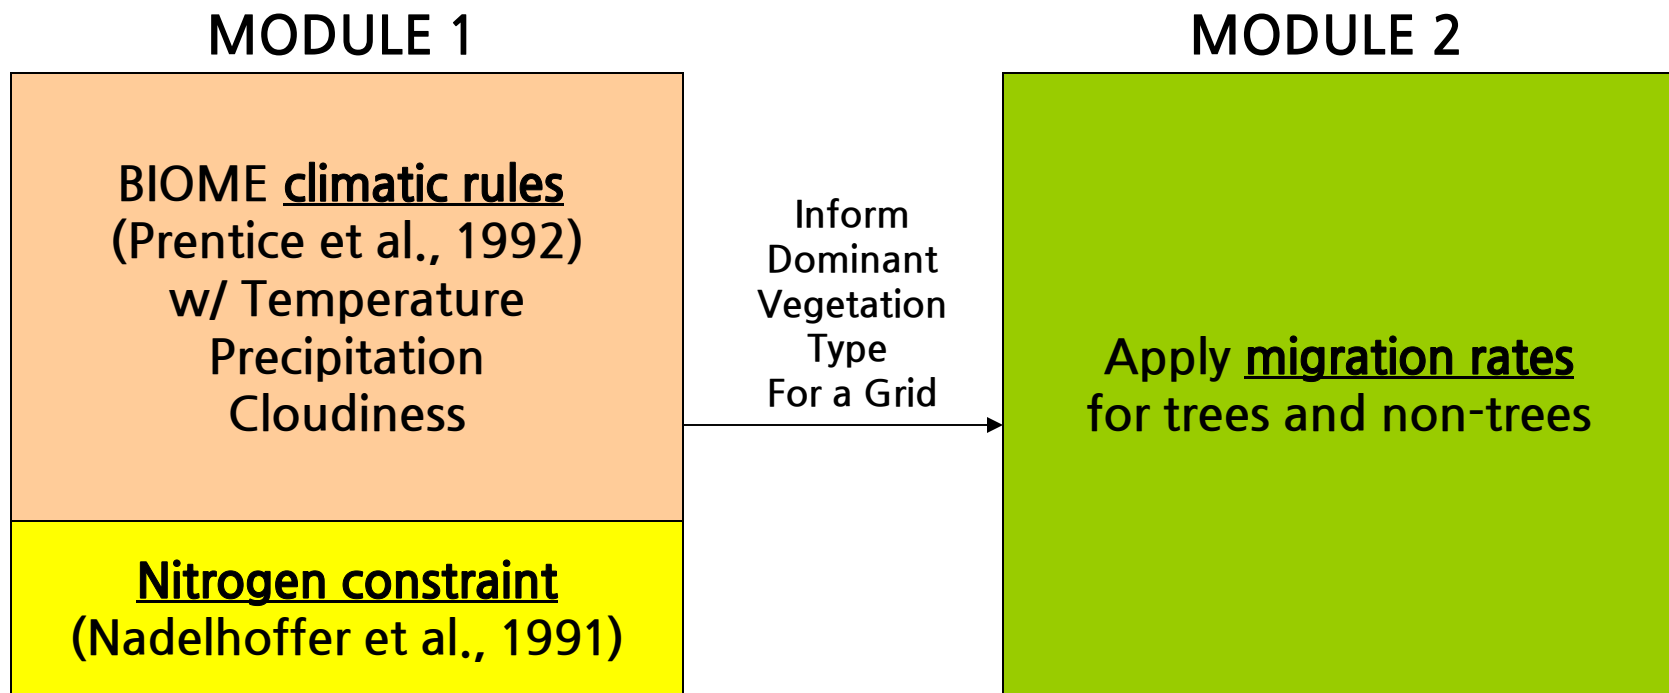 MODULE 1
BIOME climatic rules
(Prentice et al., 1992)
w/ Temperature
Precipitation
Cloudiness
Nitrogen constraint
(Nadelhoffer et al., 1991)
Inform
Dominant
Vegetation
Type
For a Grid
MODULE 2
Apply migration rates
for trees and non-trees